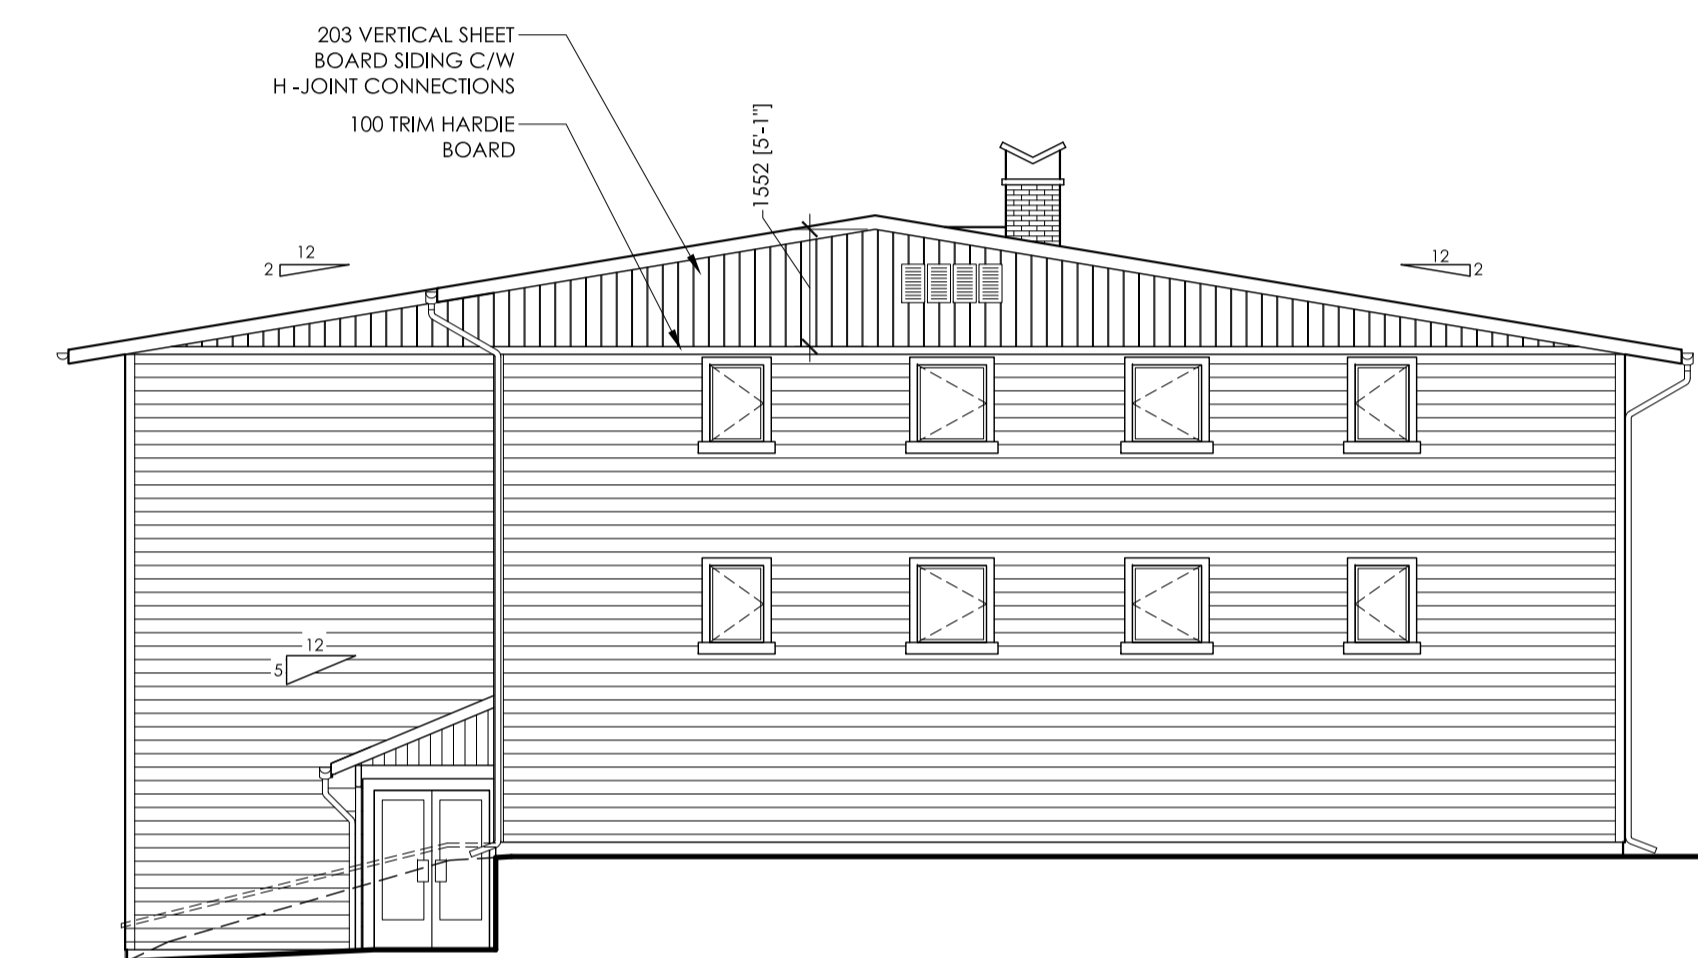 203 VERTICAL SHEET
BOARD SIDING C/W
H -JOINT CONNECTIONS
100 TRIM HARDIE
BOARD
1552 [5'-1"]
12
2
12
2
12
5